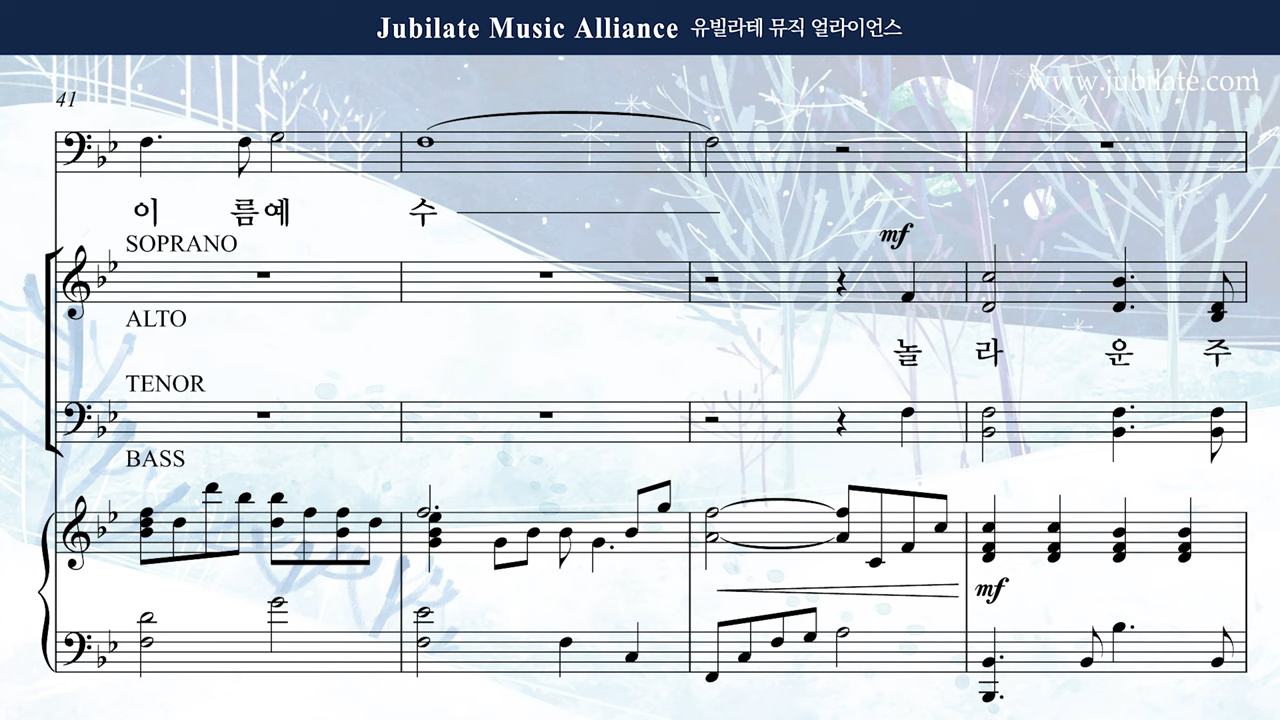 Jubilate Music Alliance 유빌라테 뮤직 얼라이언스
www.jubilate.com
41
이 름예 수
SOPRANO
mf
ALTO
놀 라 운 주
TENOR
BASS
mf